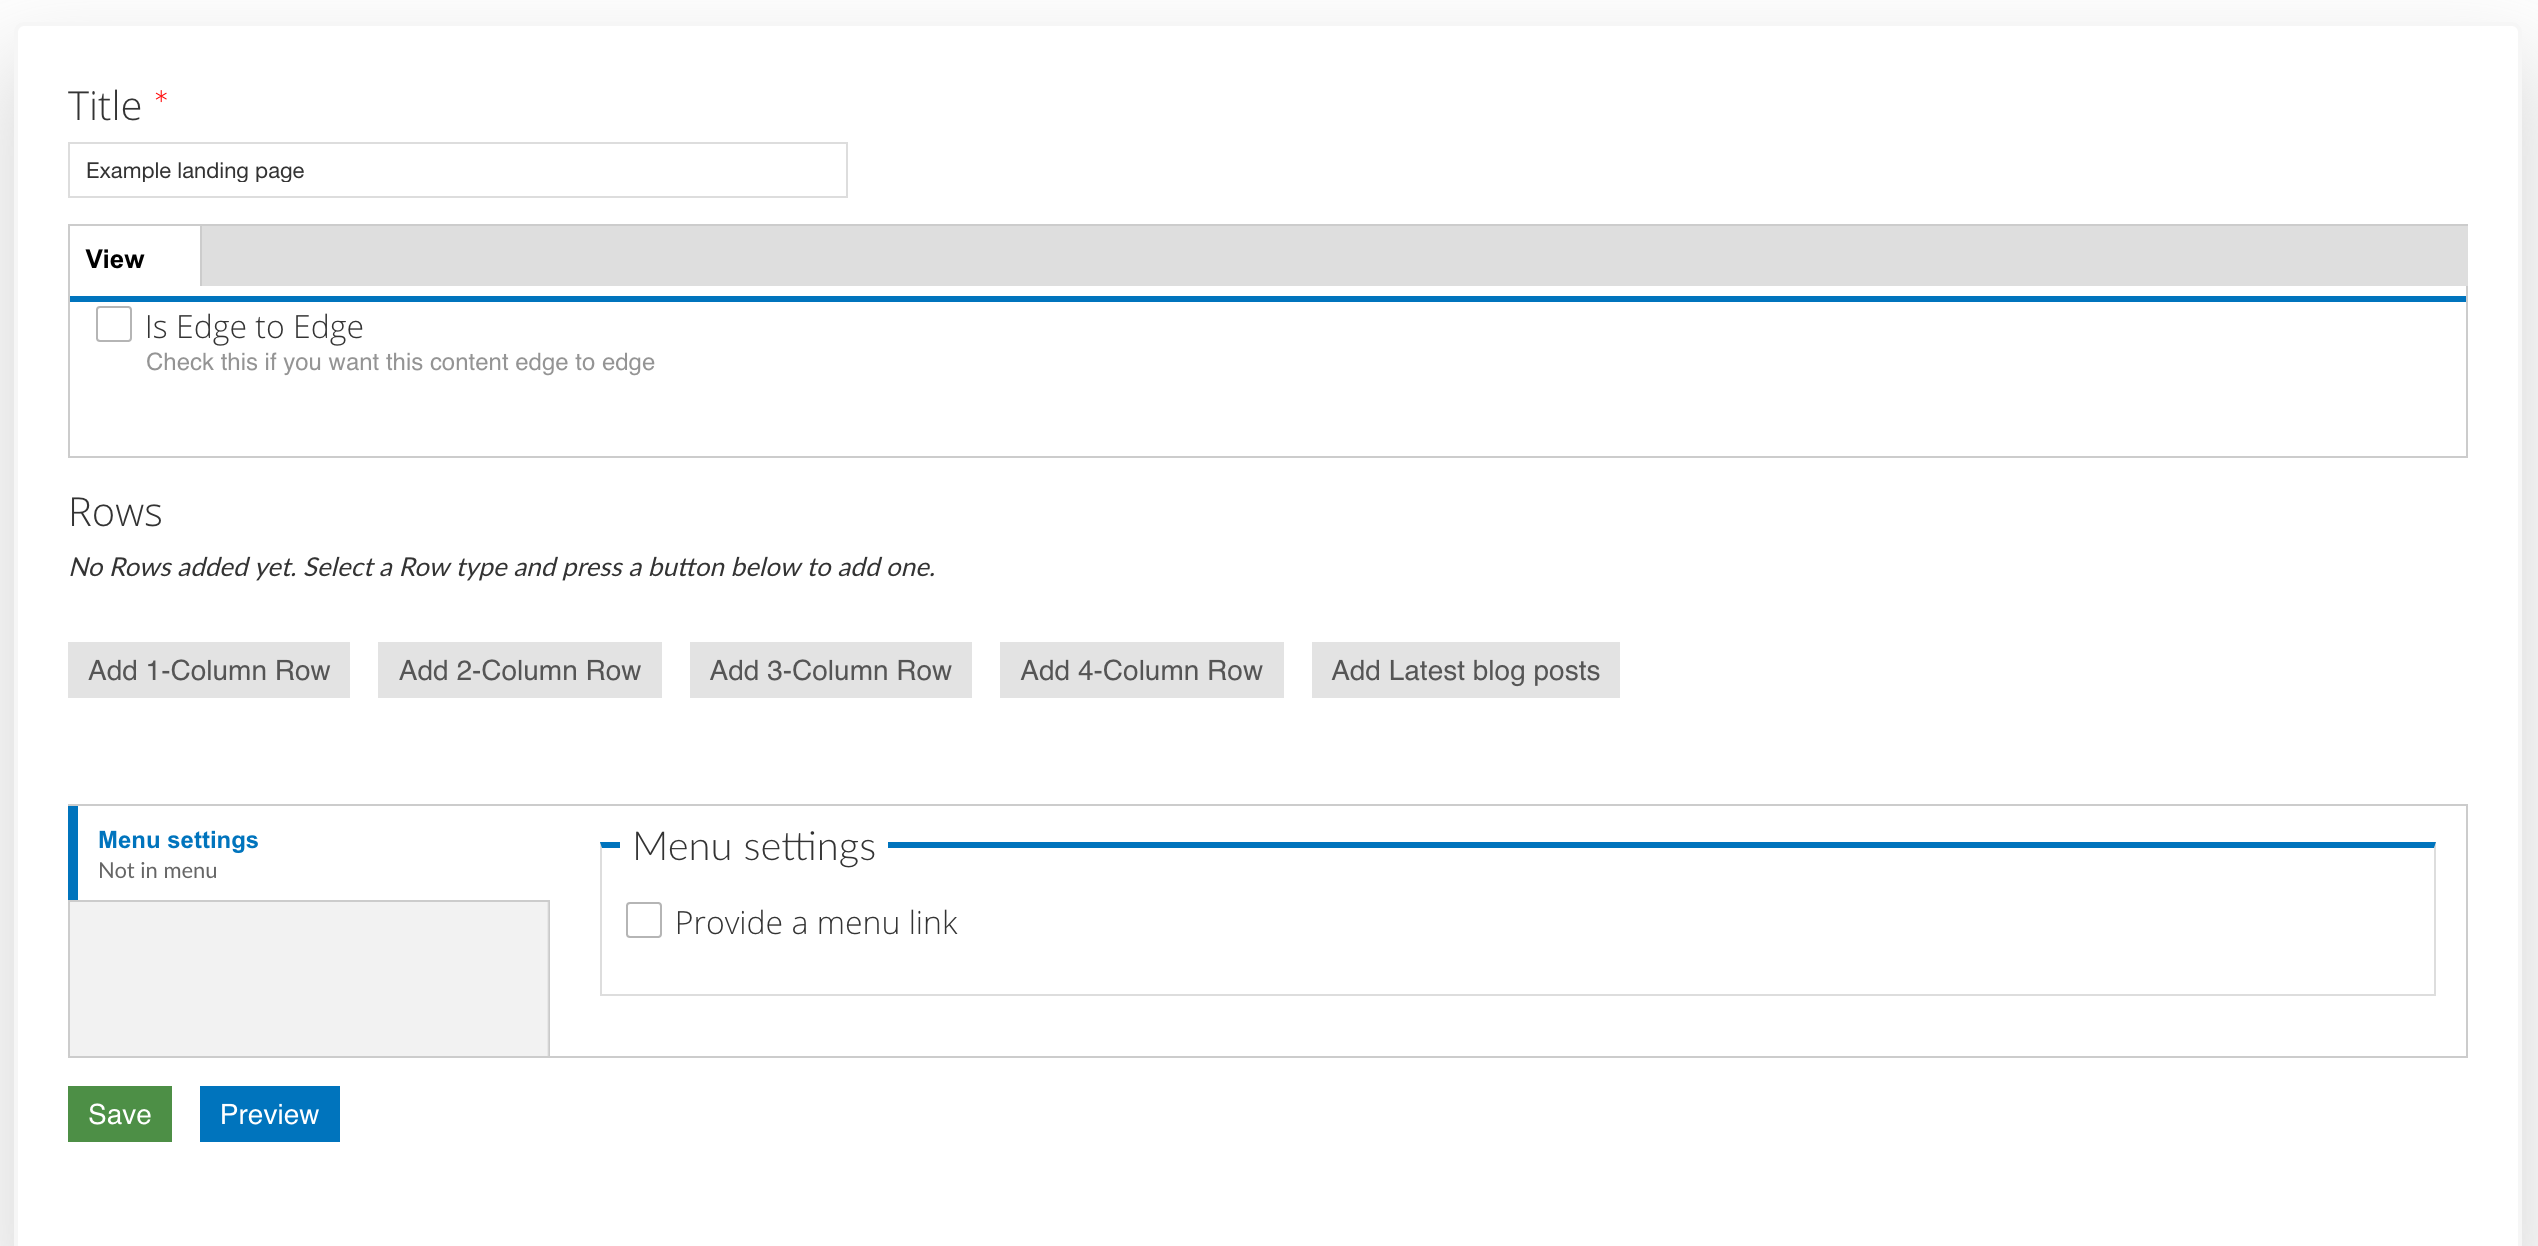 Title *
Example landing page
View
Is Edge to Edge
Check this if you want this content edge to edge
Rows
No Rows added yet. Select a Row type and press a button below to add one.
Add 1-Column Row
Add 2-Column Row
Add 3-Column Row
Add 4-Column Row
Add Latest blog posts
Menu settings
Not in menu
Menu settings
Provide a menu link
Save
Preview